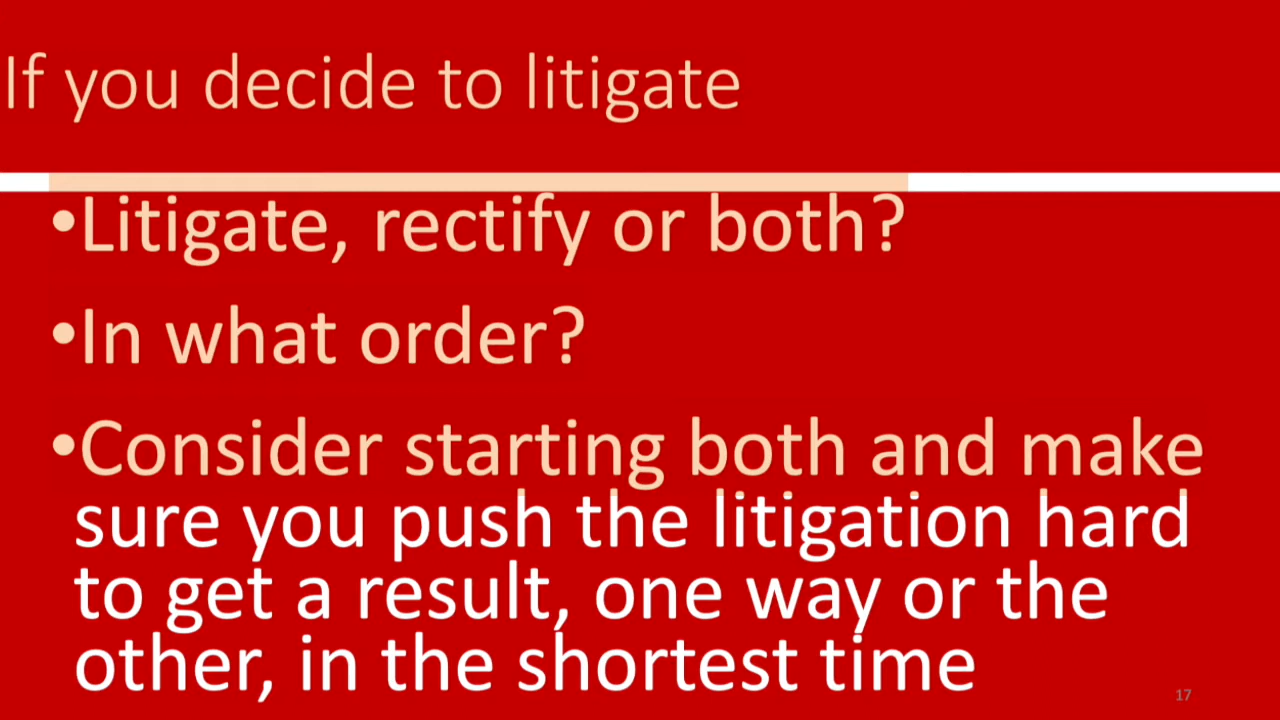 If you decide to litigate
•Litigate, rectify or both?
•In what order?
•Consider starting both and make
sure you push the litigation hard
to get a result, one way or the
other, in the shortest time
17